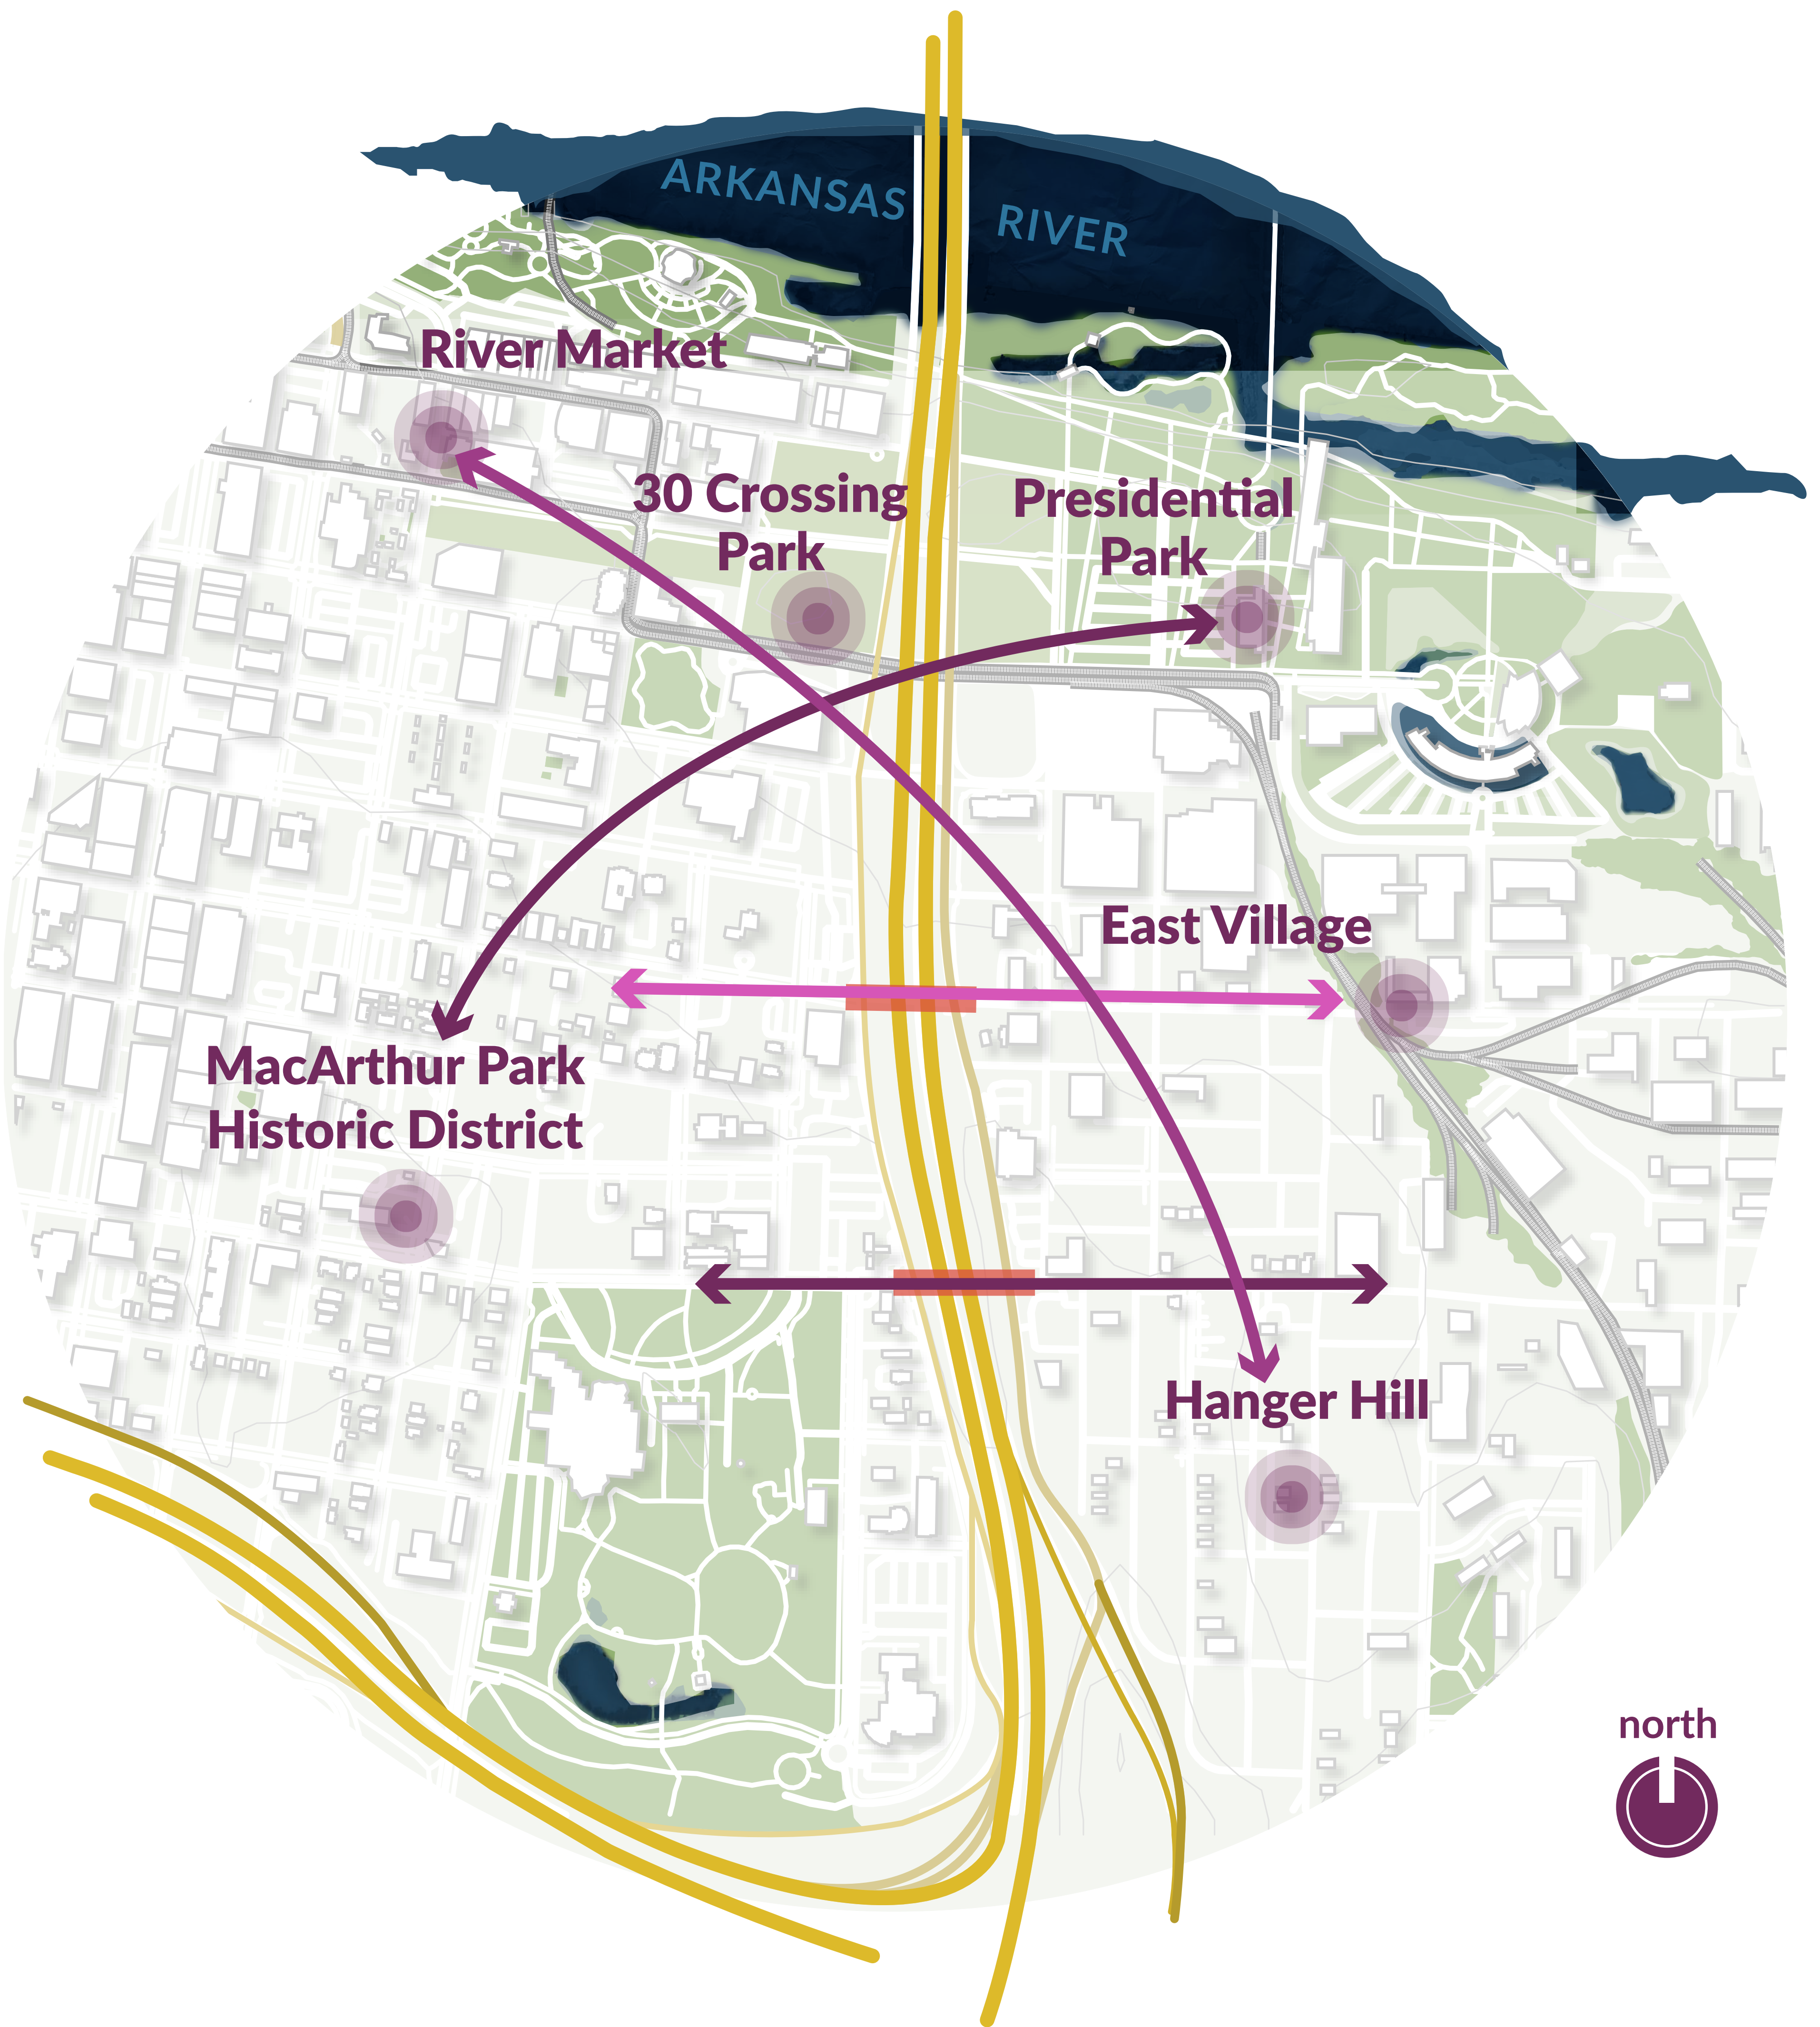 ARKANSAS RIVER
River Market
30 Crossing
Park
Presidential
Park
East Village
MacArthur Park
Historic District
Hanger Hill
north